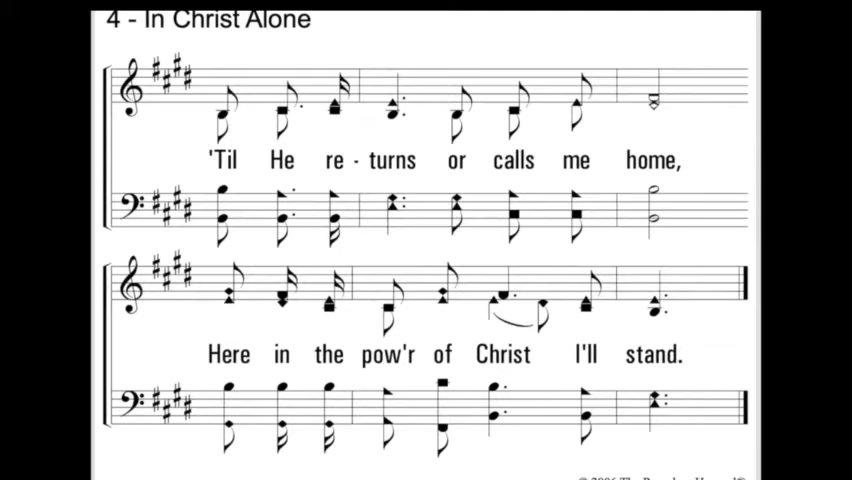 4 - In Christ Alone
'Til He re - turns or calls me home,
Here in the pow'r of Christ I'll stand.